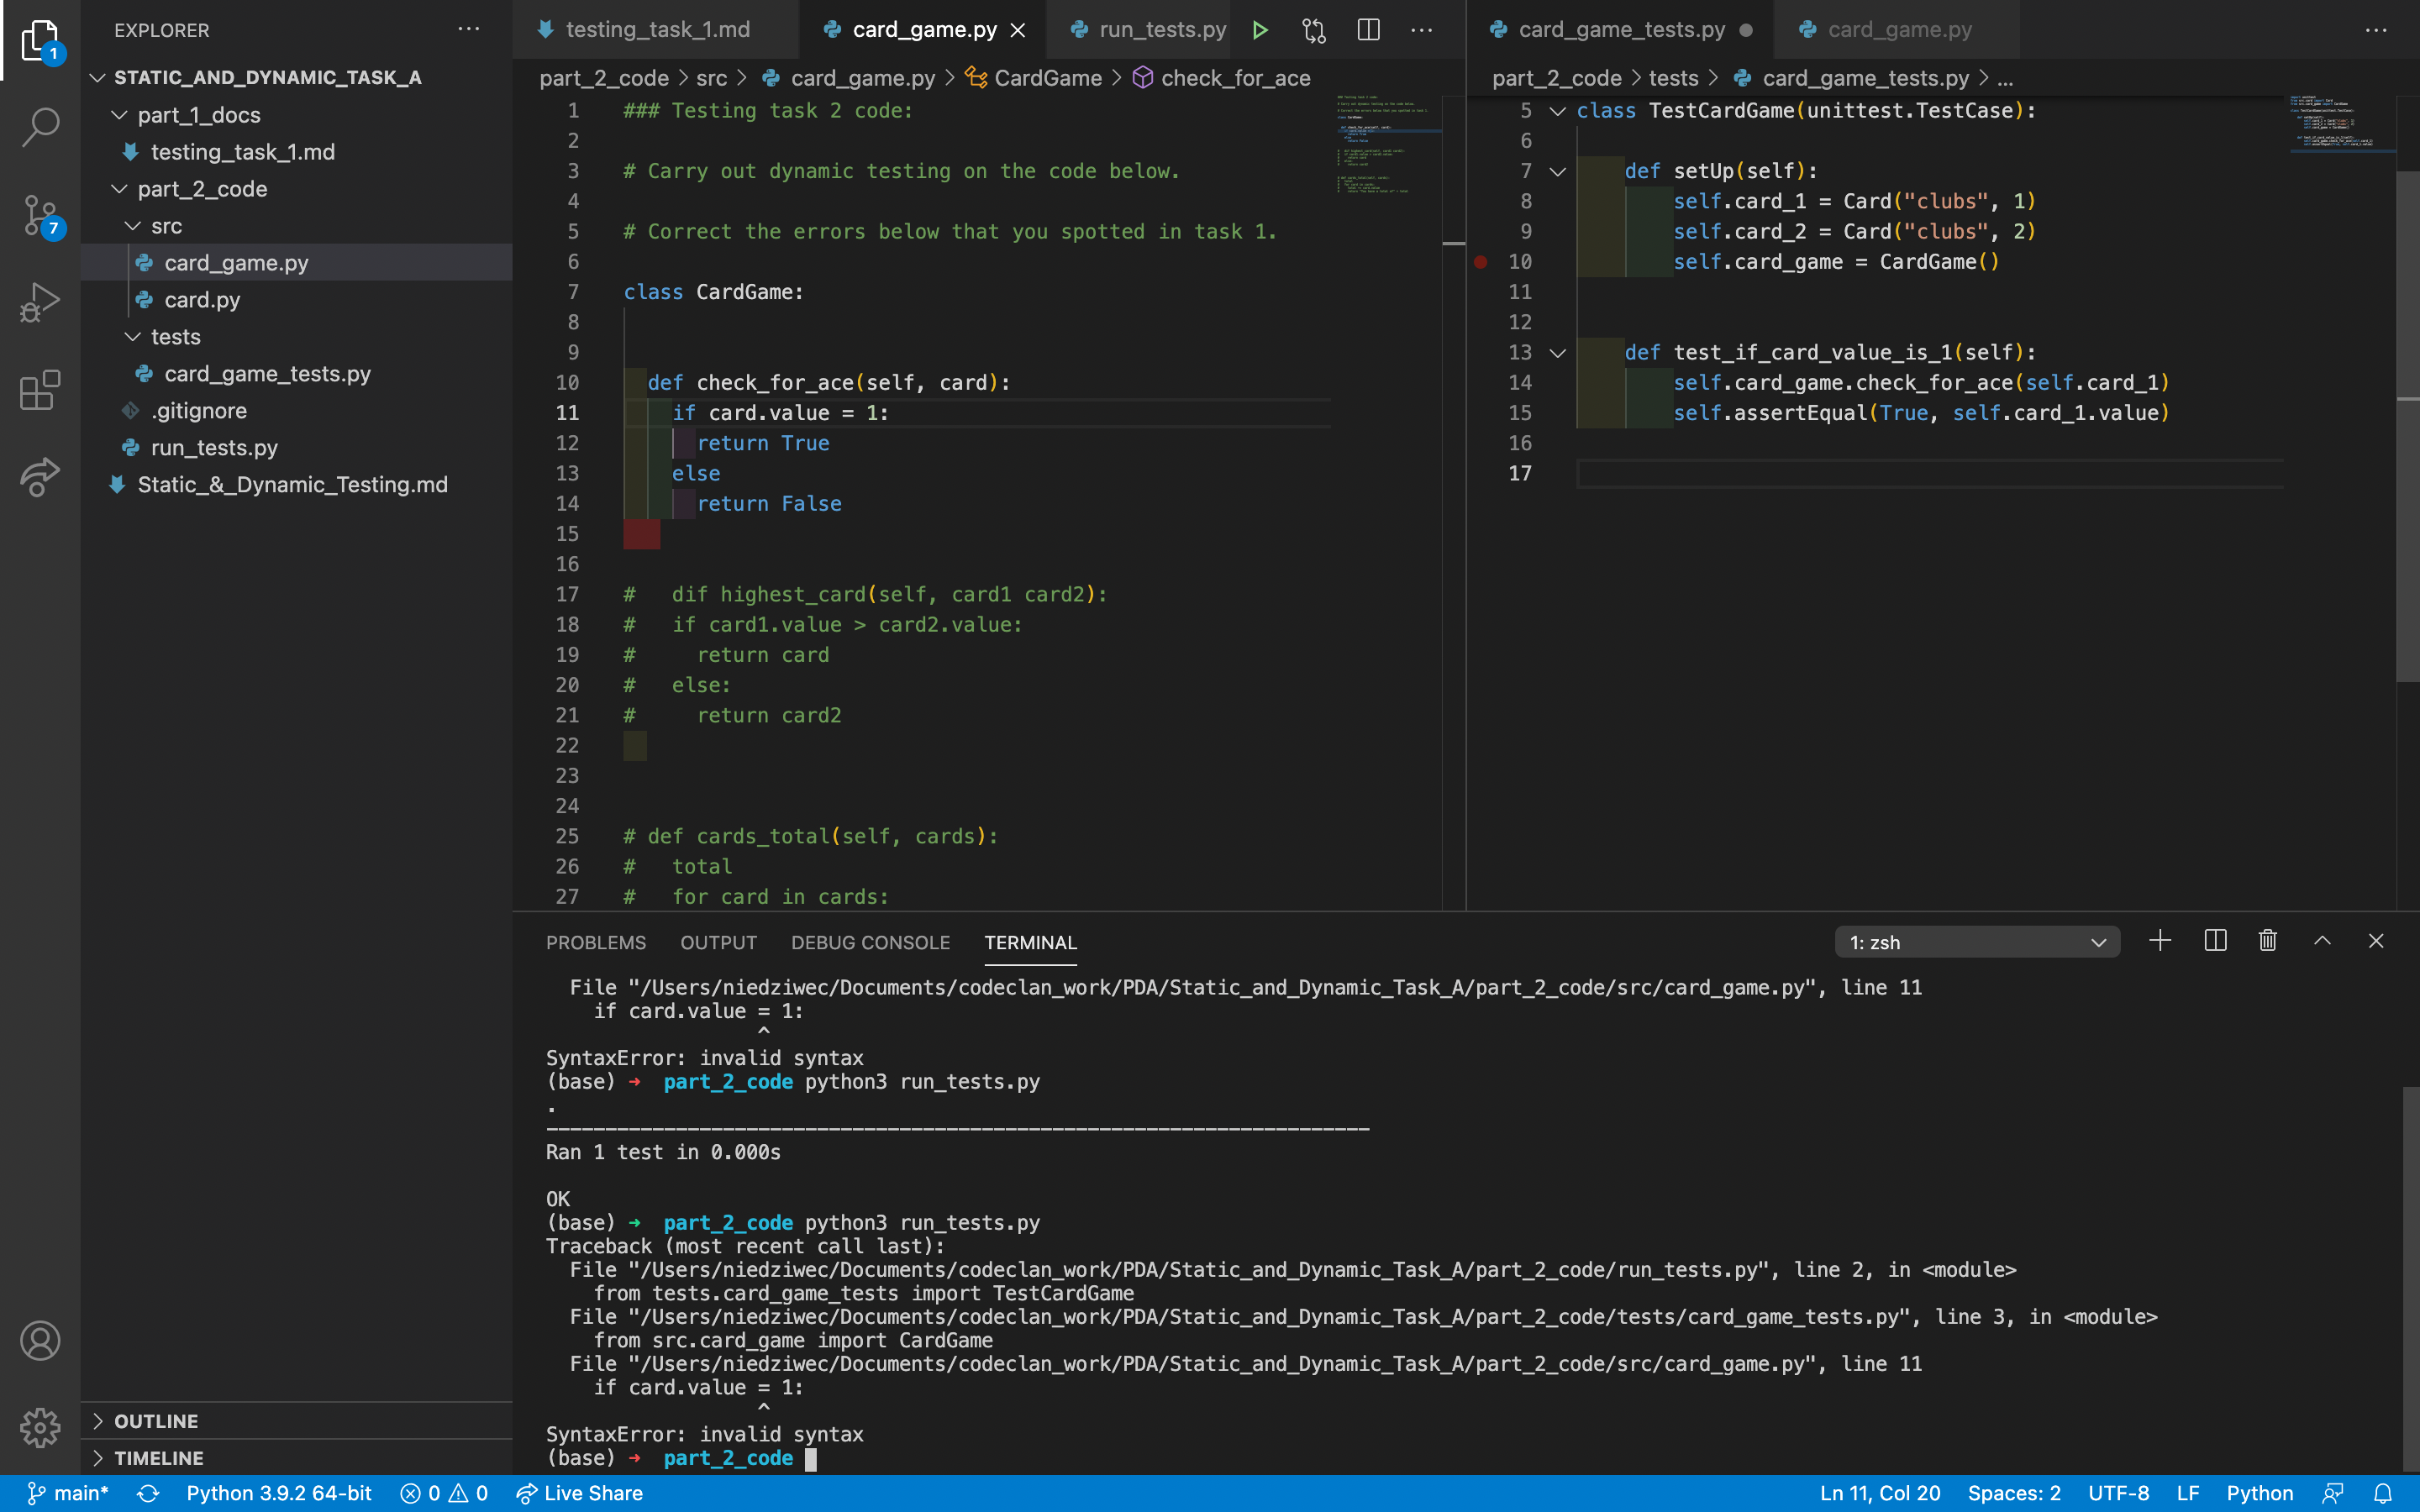 1
7
EXPLORER
STATIC_AND_DYNAMIC_TASK_A
part_1_docs
testing_task_1.md
part_2_code
src
card_game.py
card.py
tests
card_game_tests.py
.gitignore
run_tests.py
Static_&_Dynamic_Testing.md
OUTLINE
TIMELINE
testing_task_1.md card_game.py run_tests.py
part_2_code > src > card_game.py > CardGame > check_for_ace
1 ### Testing task 2 code:
2
3 # Carry out dynamic testing on the code below.
4
5 # Correct the errors below that you spotted in task 1.
6
7 class CardGame:
8
9
10 def check_for_ace(self, card):
11 if card.value = 1:
12 return True
13 else
14 return False
15
16
17 # dif highest_card(self, card1 card2):
18 # if card1.value > card2.value:
19 # return card
20 # else:
21 # return card2
22
23
24
25 # def cards_total(self, cards):
26 # total
27 # for card in cards:
card_game_tests.py card_game.py
part_2_code > tests > card_game_tests.py > ...
5 class TestCardGame(unittest.TestCase):
6
7 def setUp(self):
8 self.card_1 = Card("clubs", 1)
9 self.card_2 = Card("clubs", 2)
10 self.card_game = CardGame()
11
12
13 def test_if_card_value_is_1(self):
14 self.card_game.check_for_ace(self.card_1)
15 self.assertEqual(True, self.card_1.value)
16
17
PROBLEMS OUTPUT DEBUG CONSOLE TERMINAL 1: zsh
File "/Users/niedziwec/Documents/codeclan_work/PDA/Static_and_Dynamic_Task_A/part_2_code/src/card_game.py", line 11
if card.value = 1:
^
SyntaxError: invalid syntax
(base) ➜ part_2_code python3 run_tests.py
.
----------------------------------------------------------------------
Ran 1 test in 0.000s
OK
(base) ➜ part_2_code python3 run_tests.py
Traceback (most recent call last):
File "/Users/niedziwec/Documents/codeclan_work/PDA/Static_and_Dynamic_Task_A/part_2_code/run_tests.py", line 2, in <module>
from tests.card_game_tests import TestCardGame
File "/Users/niedziwec/Documents/codeclan_work/PDA/Static_and_Dynamic_Task_A/part_2_code/tests/card_game_tests.py", line 3, in <module>
from src.card_game import CardGame
File "/Users/niedziwec/Documents/codeclan_work/PDA/Static_and_Dynamic_Task_A/part_2_code/src/card_game.py", line 11
if card.value = 1:
^
SyntaxError: invalid syntax
(base) ➜ part_2_code
main* Python 3.9.2 64-bit 0 0 Live Share Ln 11, Col 20 Spaces: 2 UTF-8 LF Python